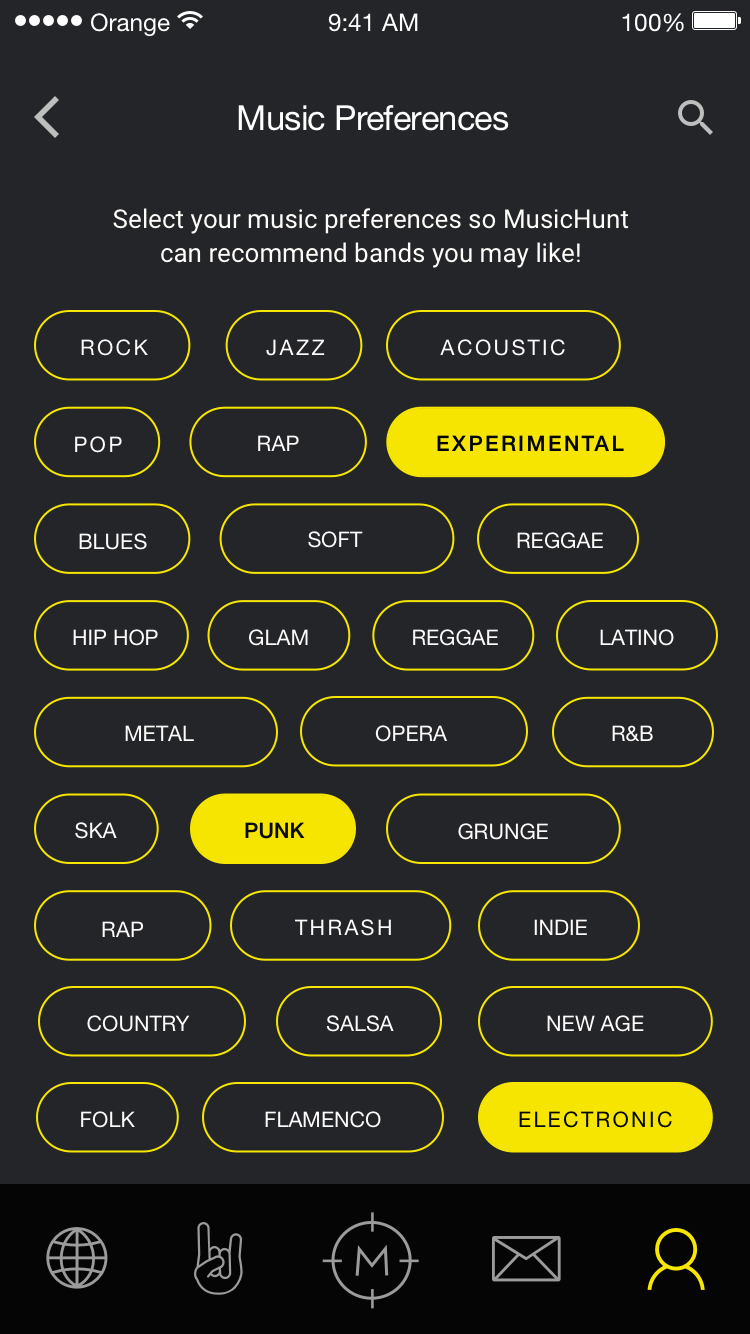 Orange 9:41 AM 100%
Music Preferences
Select your music preferences so MusicHunt
can recommend bands you may like!
ROCK JAZZ ACOUSTIC
POP RAP EXPERIMENTAL
BLUES SOFT REGGAE
HIP HOP GLAM REGGAE LATINO
METAL OPERA R&B
SKA PUNK GRUNGE
RAP THRASH INDIE
COUNTRY SALSA NEW AGE
FOLK FLAMENCO ELECTRONIC
M